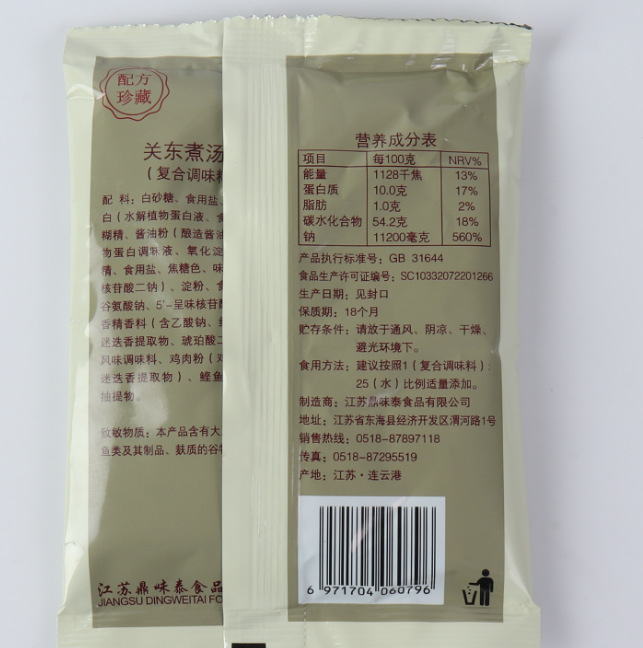 配方
珍藏
关东煮汤
（复合调味料
配 料：白砂糖、食用盐、
白（水解植物蛋白液、食
糊精、酱油粉（酿造酱油
物蛋白调味液、氧化淀
精、食用盐、焦糖色、味
核苷酸二钠）、淀粉、食
谷氨酸钠、5'-呈味核苷酸
香精香料（含乙酸钠、
迷迭香提取物、琥珀酸二
风味调味料、鸡肉粉（鸡
迷迭香提取物）、鲣鱼
抽提物。
致敏物质：本产品含有大
鱼类及其制品、麸质的谷物
江苏鼎味泰食品
JIANGSU DINGWEITAI FO
营养成分表
项目 每100克 NRV%
能量 1128千焦 13%
蛋白质 10.0克 17%
脂肪 1.0克 2%
碳水化合物 54.2克 18%
钠 11200毫克 560%
产品执行标准号：GB 31644
食品生产许可证编号：SC10332072201266
生产日期：见封口
保质期：18个月
贮存条件：请放于通风、阴凉、干燥、
避光环境下。
食用方法：建议按照1（复合调味料）：
25（水）比例适量添加。
制造商：江苏鼎味泰食品有限公司
地址：江苏省东海县经济开发区渭河路1号
销售热线：0518-87897118
传真：0518-87295519
产地：江苏·连云港
6 971704 060796